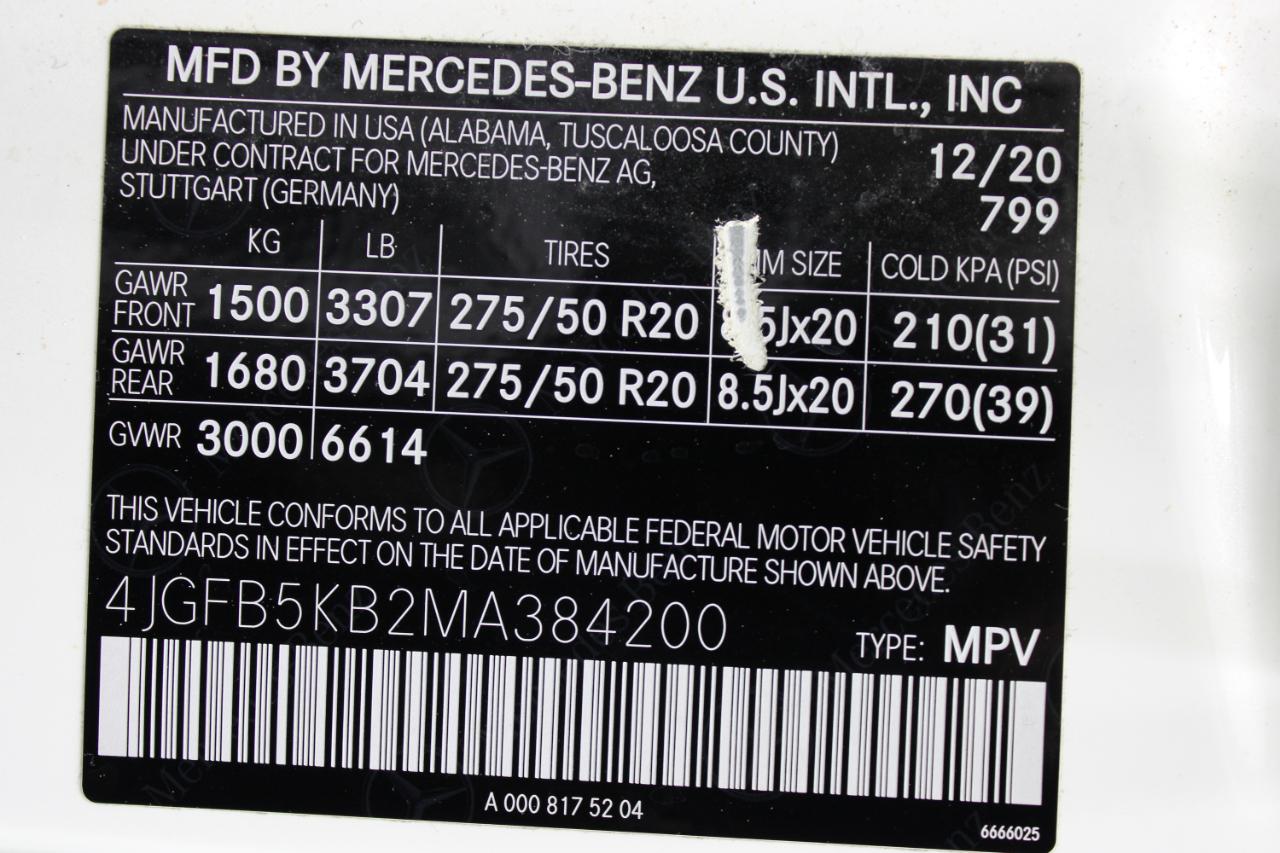 MFD BY MERCEDES-BENZ U.S. INTL., INC
MANUFACTURED IN USA (ALABAMA, TUSCALOOSA COUNTY)
UNDER CONTRACT FOR MERCEDES-BENZ AG,
STUTTGART (GERMANY)
12/20
799
KG LB TIRES SIZE COLD KPA (PSI)
GAWR FRONT 1500 3307 275/50 R20 5Jx20 210(31)
GAWR REAR 1680 3704 275/50 R20 8.5Jx20 270(39)
GVWR 3000 6614
THIS VEHICLE CONFORMS TO ALL APPLICABLE FEDERAL MOTOR VEHICLE SAFETY
STANDARDS IN EFFECT ON THE DATE OF MANUFACTURE SHOWN ABOVE.
4JGFB5KB2MA384200
TYPE: MPV
A 000 817 52 04
6666025